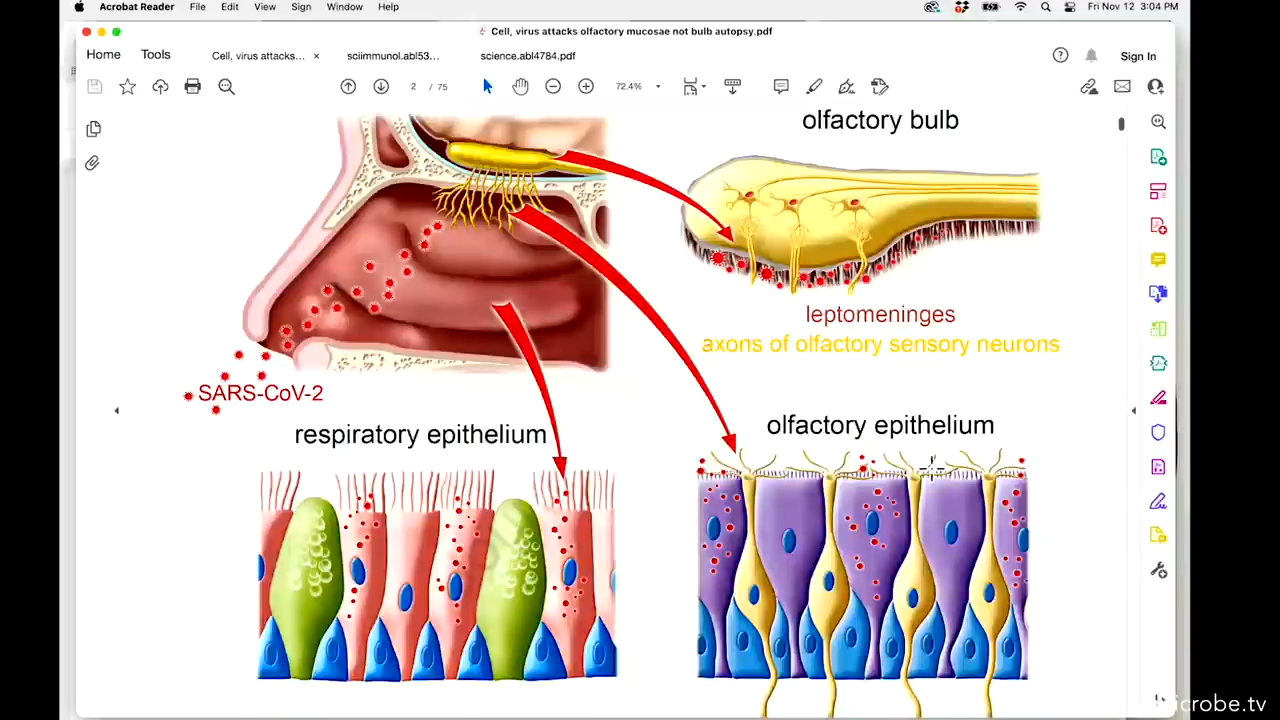 Acrobat Reader File Edit View Sign Window Help Fri Nov 12 3:04 PM
Cell, virus attacks olfactory mucosae not bulb autopsy.pdf
Home Tools Cell, virus attacks... × sciimmunol.abl53... science.abl4784.pdf Sign In
2 / 75 72.4%
olfactory bulb
leptomeninges
axons of olfactory sensory neurons
SARS-CoV-2
respiratory epithelium
olfactory epithelium
microbe.tv